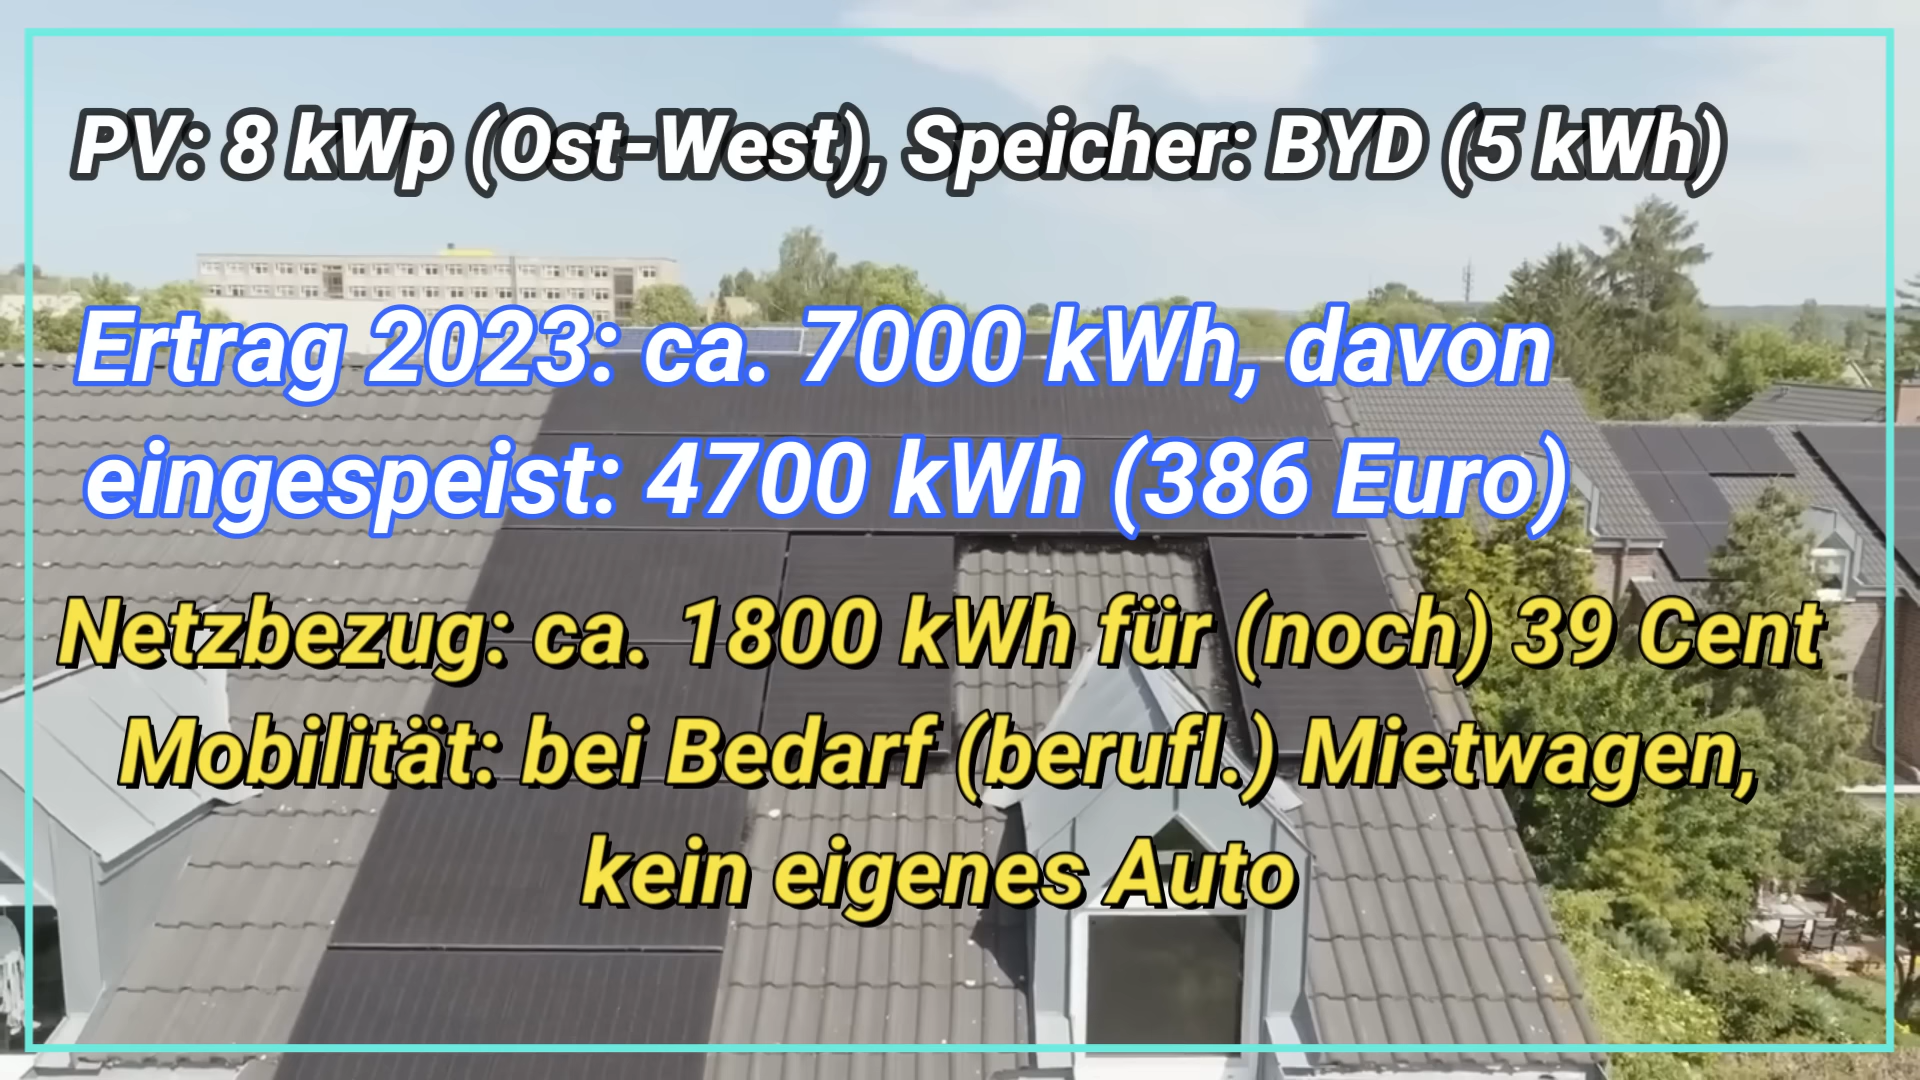 PV: 8 kWp (Ost-West), Speicher: BYD (5 kWh)
Ertrag 2023: ca. 7000 kWh, davon
eingespeist: 4700 kWh (386 Euro)
Netzbezug: ca. 1800 kWh für (noch) 39 Cent
Mobilität: bei Bedarf (berufl.) Mietwagen,
kein eigenes Auto